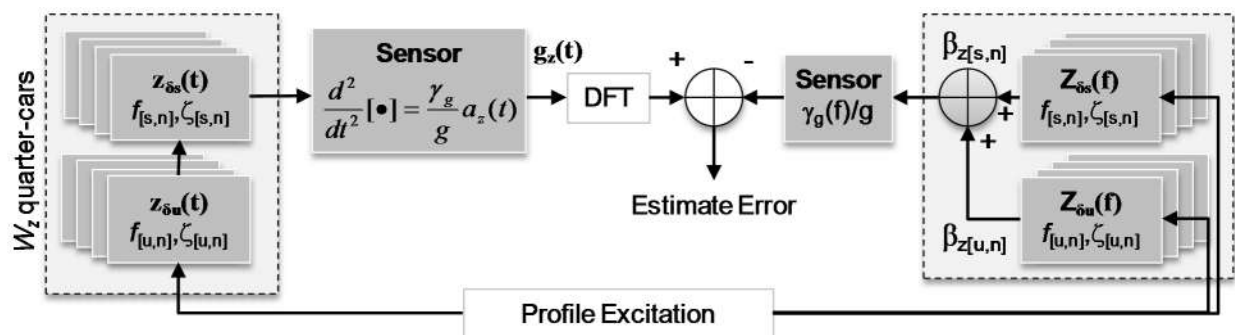 W_z quarter-cars
z_δs(t)
f_[s,n],ζ_[s,n]
z_δu(t)
f_[u,n],ζ_[u,n]
Sensor
d²/dt² [•] = γ_g/g a_z(t)
g_z(t)
DFT
+
-
Estimate Error
Sensor
γ_g(f)/g
β_z[s,n]
+
+
β_z[u,n]
Z_δs(f)
f_[s,n],ζ_[s,n]
Z_δu(f)
f_[u,n],ζ_[u,n]
Profile Excitation